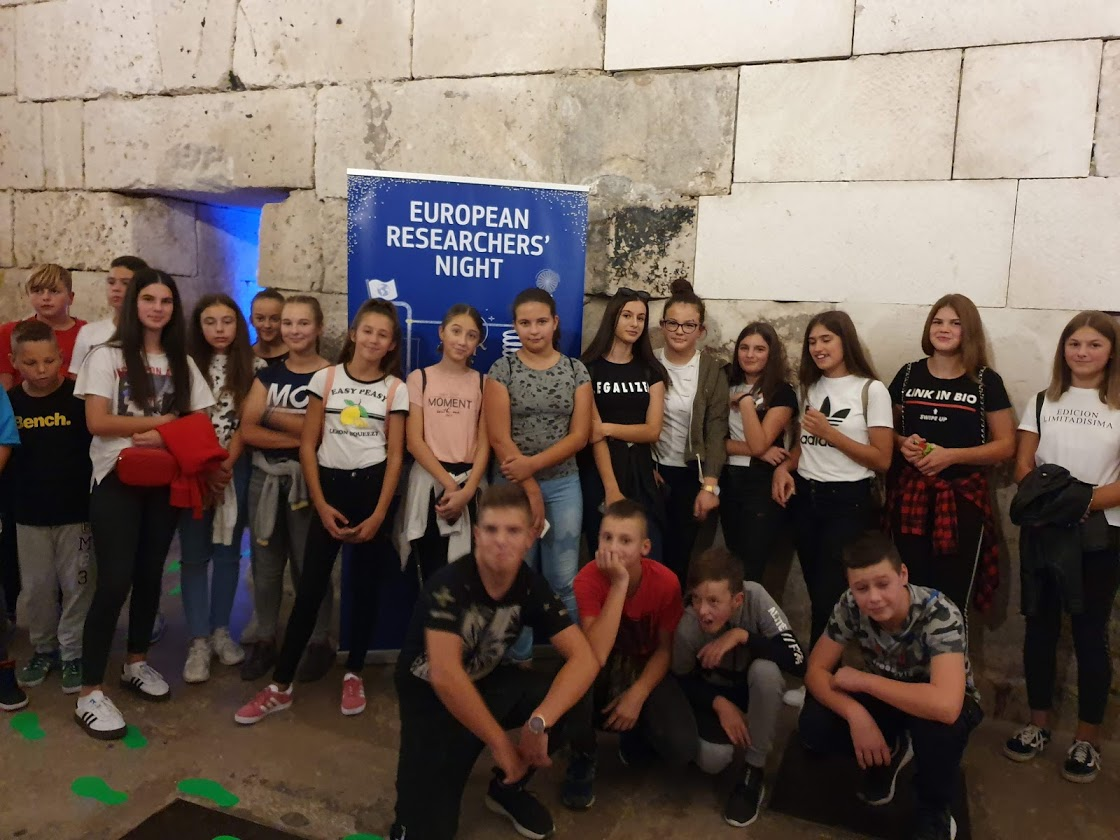 EUROPEAN
RESEARCHERS'
NIGHT
Bench.
EASY PEASY
LEMON SQUEEZY
MOMENT
EGALIZE
adidas
LiNK IN BIO
SWIPE UP
EDICION
LIMITADISIMA